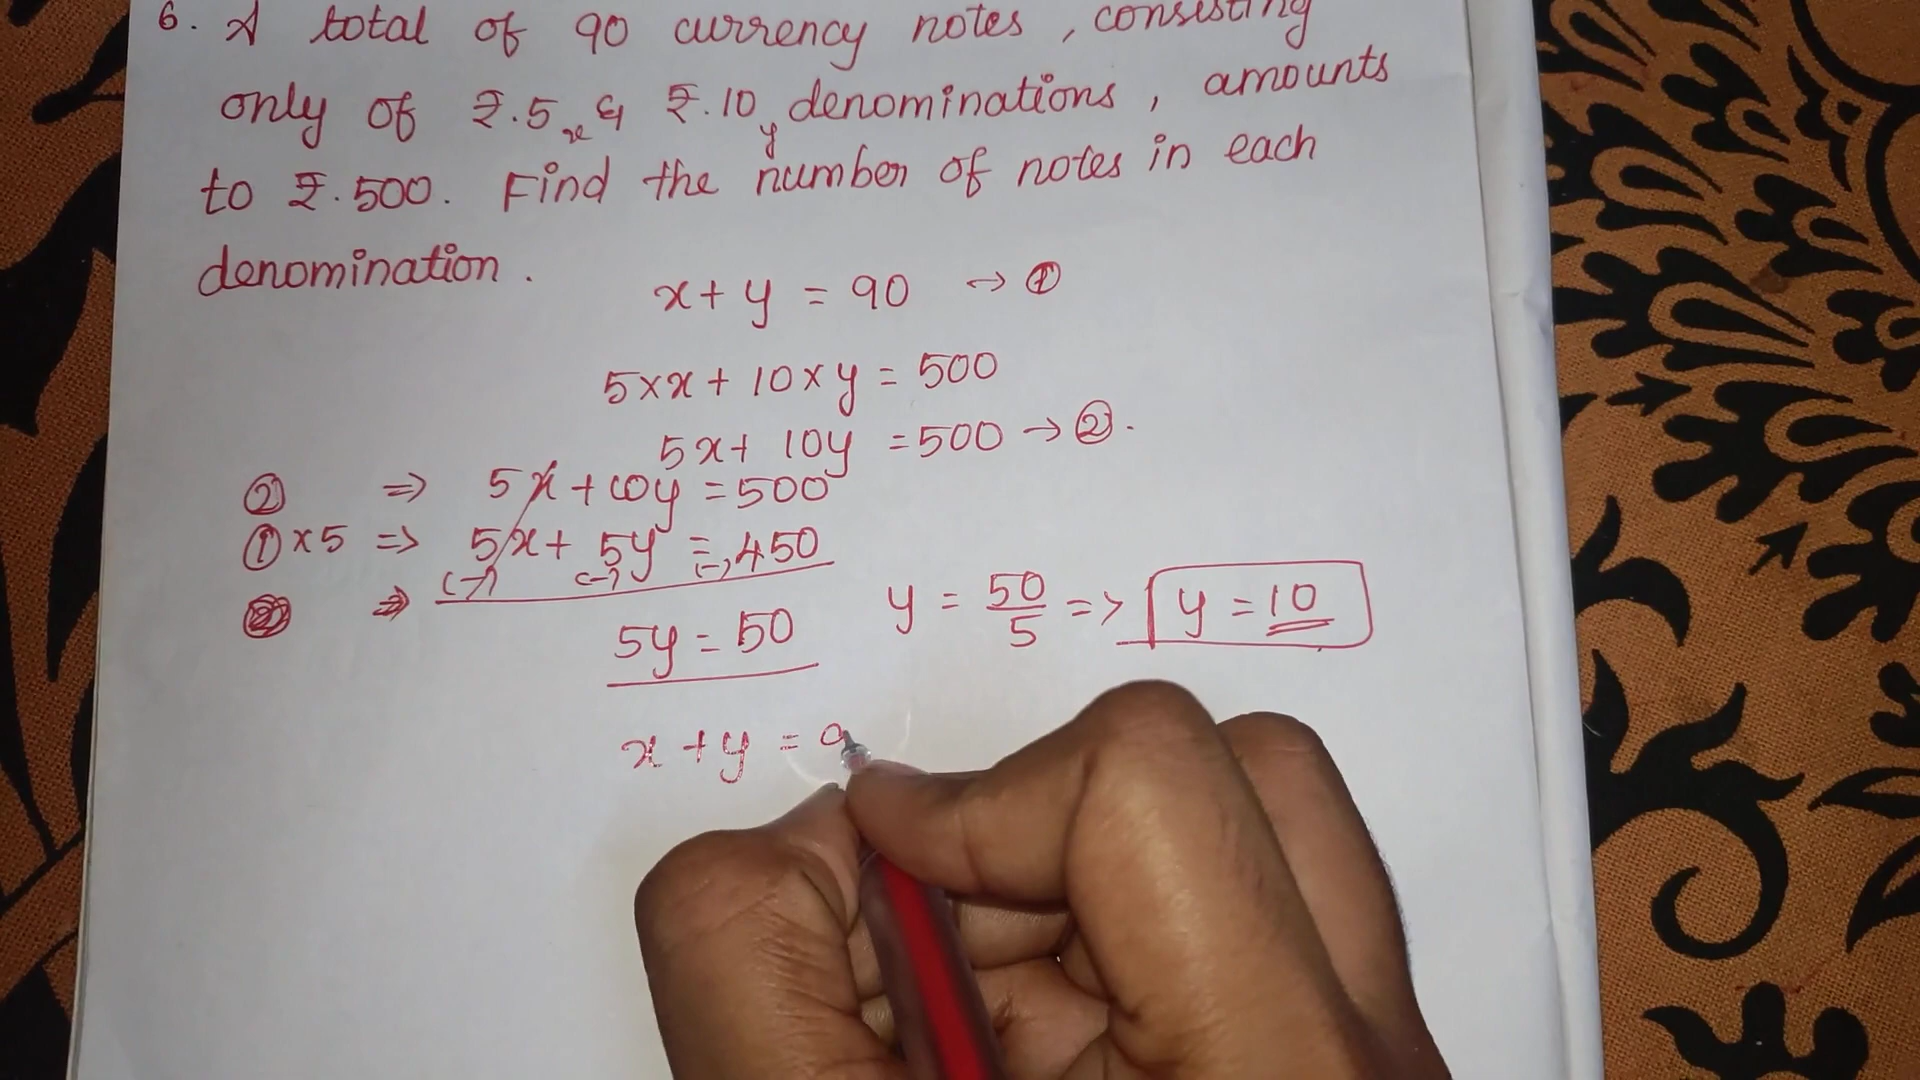 6. A total of 90 currency notes, consisting
only of ₹.5 x & ₹.10 y denominations, amounts
to ₹.500. Find the number of notes in each
denomination.
x+y = 90 → ①
5×x + 10×y = 500
5x+ 10y = 500 → ②.
② ⇒ 5x+10y = 500
① ×5 ⇒ 5x+ 5y = 450
(-) (-) (-)
⇒
5y = 50
y = 50/5 => y = 10
x + y = 9